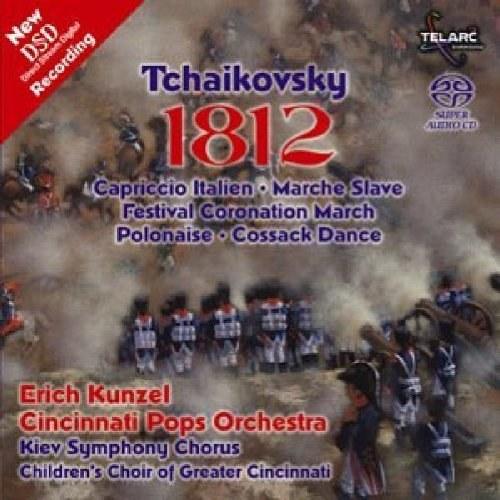 New
DSD
Direct Stream Digital
Recording
TELARC
Tchaikovsky
1812
SUPER
AUDIO CD
Capriccio Italien · Marche Slave
Festival Coronation March
Polonaise · Cossack Dance
Erich Kunzel
Cincinnati Pops Orchestra
Kiev Symphony Chorus
Children's Choir of Greater Cincinnati